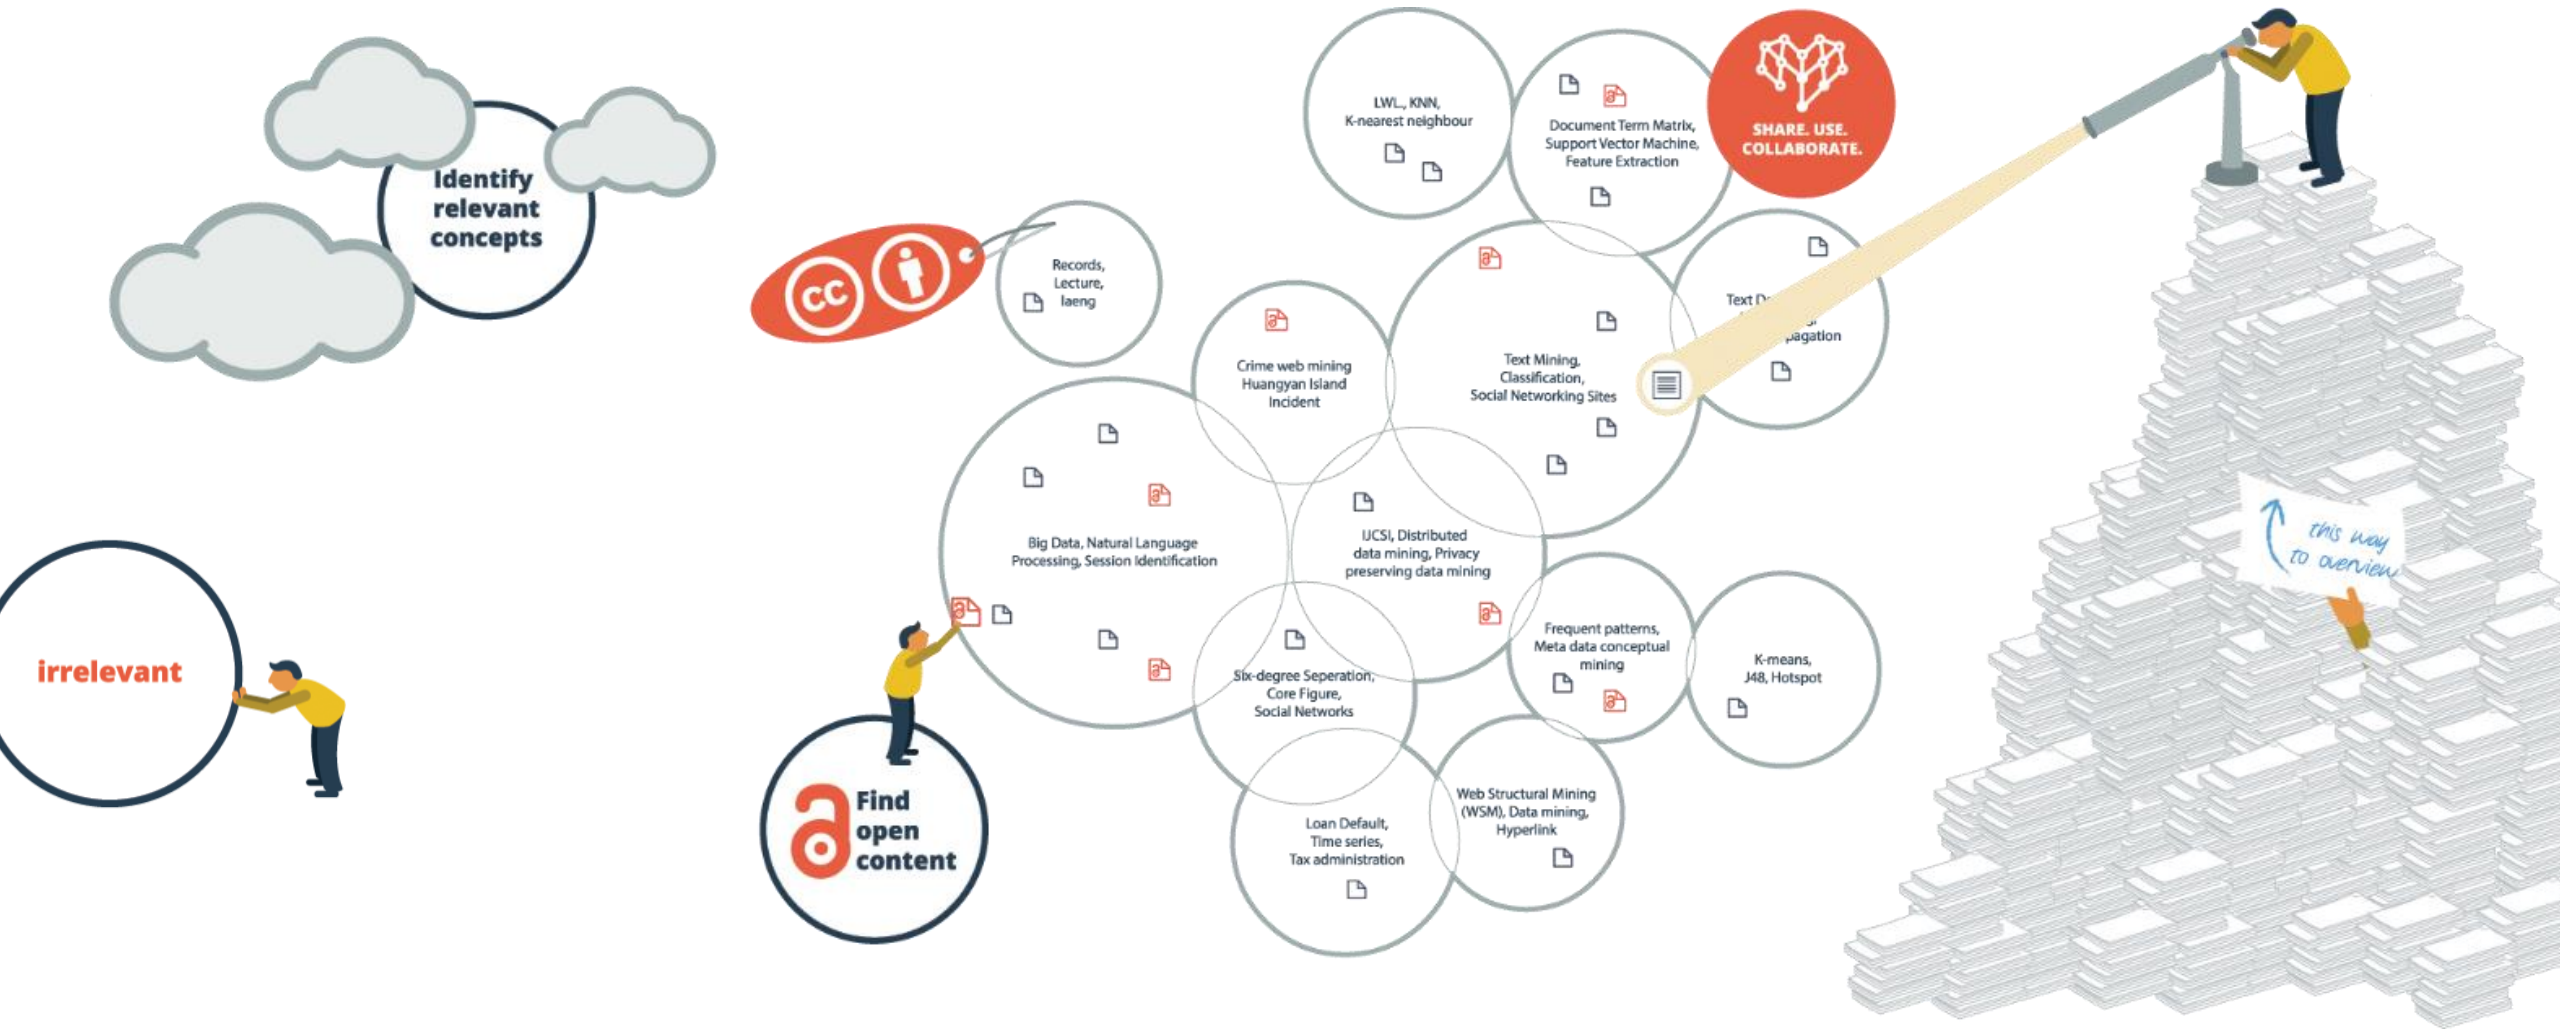 Identify
relevant
concepts
irrelevant
cc
Find
open
content
Records,
Lecture,
laeng
LWL, KNN,
K-nearest neighbour
Document Term Matrix,
Support Vector Machine,
Feature Extraction
SHARE. USE.
COLLABORATE.
Crime web mining
Huangyan Island
Incident
Text Mining,
Classification,
Social Networking Sites
Text
Big Data, Natural Language
Processing, Session Identification
IJCSI, Distributed
data mining, Privacy
preserving data mining
Six-degree Seperation,
Core Figure,
Social Networks
Frequent patterns,
Meta data conceptual
mining
K-means,
J48, Hotspot
Loan Default,
Time series,
Tax administration
Web Structural Mining
(WSM), Data mining,
Hyperlink
this way
to overview